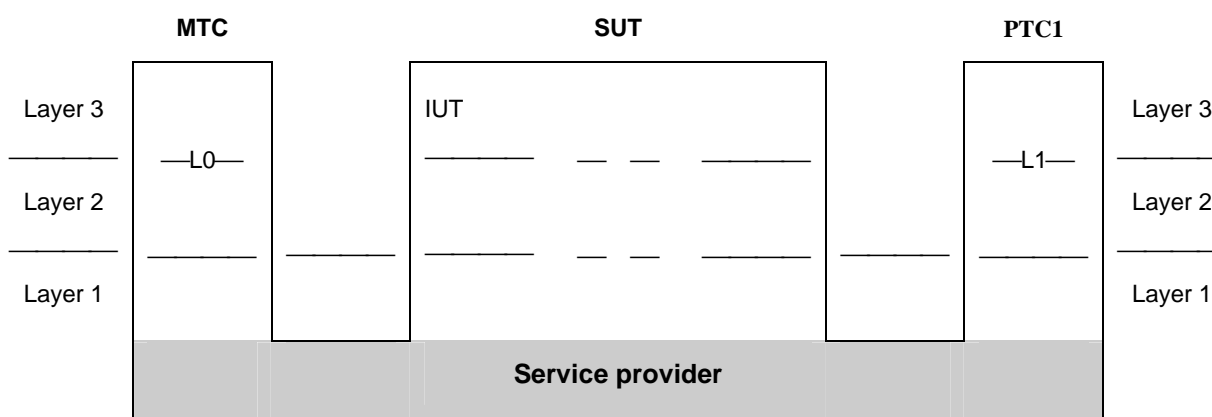 MTC
SUT
PTC1
Layer 3
IUT
Layer 3
L0
L1
Layer 2
Layer 2
Layer 1
Layer 1
Service provider